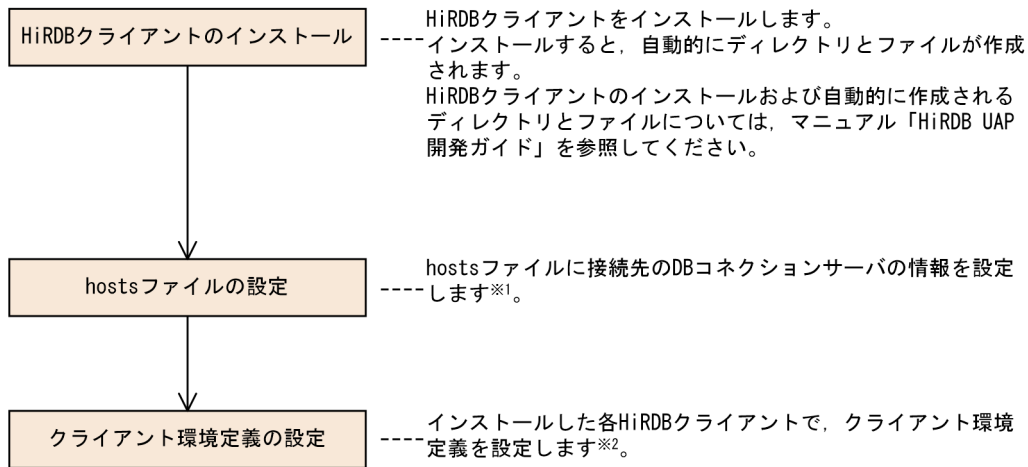 HiRDBクライアントのインストール
HiRDBクライアントをインストールします。
インストールすると，自動的にディレクトリとファイルが作成
されます。
HiRDBクライアントのインストールおよび自動的に作成される
ディレクトリとファイルについては，マニュアル「HiRDB UAP
開発ガイド」を参照してください。
hostsファイルの設定
hostsファイルに接続先のDBコネクションサーバの情報を設定
します※1。
クライアント環境定義の設定
インストールした各HiRDBクライアントで，クライアント環境
定義を設定します※2。